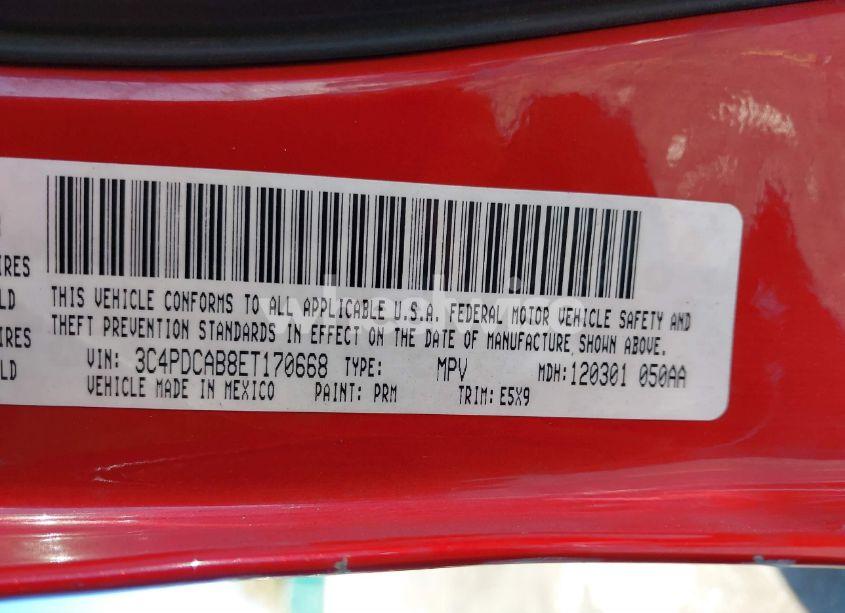 IRES
LD
IRES
LD
THIS VEHICLE CONFORMS TO ALL APPLICABLE U.S.A. FEDERAL MOTOR VEHICLE SAFETY AND
THEFT PREVENTION STANDARDS IN EFFECT ON THE DATE OF MANUFACTURE SHOWN ABOVE.
VIN: 3C4PDCAB8ET170668 TYPE: MPV MDH: 120301 050AA
VEHICLE MADE IN MEXICO PAINT: PRM TRIM: E5X9